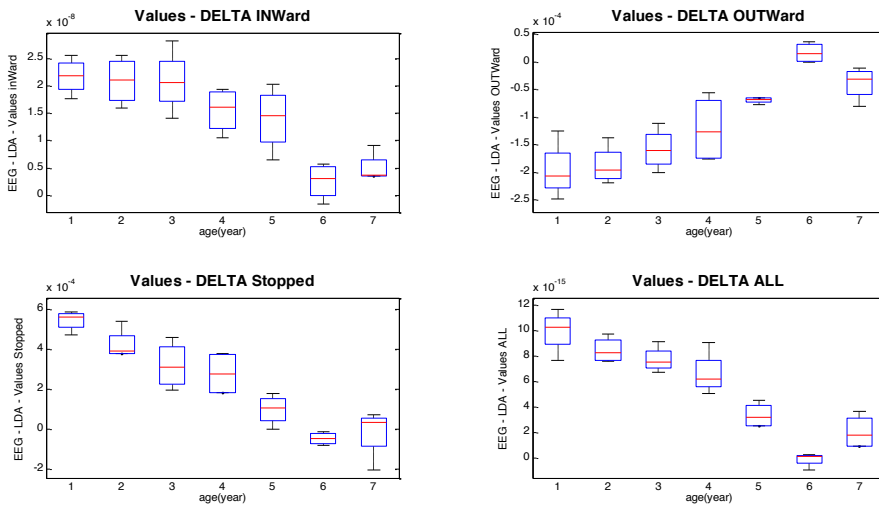 Values - DELTA INWard
x 10^-8
EEG - LDA - Values inWard
2.5
2
1.5
1
0.5
0
1 2 3 4 5 6 7
age(year)
Values - DELTA OUTWard
x 10^-4
EEG - LDA - Values OUTWard
0.5
0
-0.5
-1
-1.5
-2
-2.5
1 2 3 4 5 6 7
age(year)
Values - DELTA Stopped
x 10^-4
EEG - LDA - Values Stopped
6
4
2
0
-2
1 2 3 4 5 6 7
age(year)
Values - DELTA ALL
x 10^-15
EEG - LDA - Values ALL
12
10
8
6
4
2
0
1 2 3 4 5 6 7
age(year)